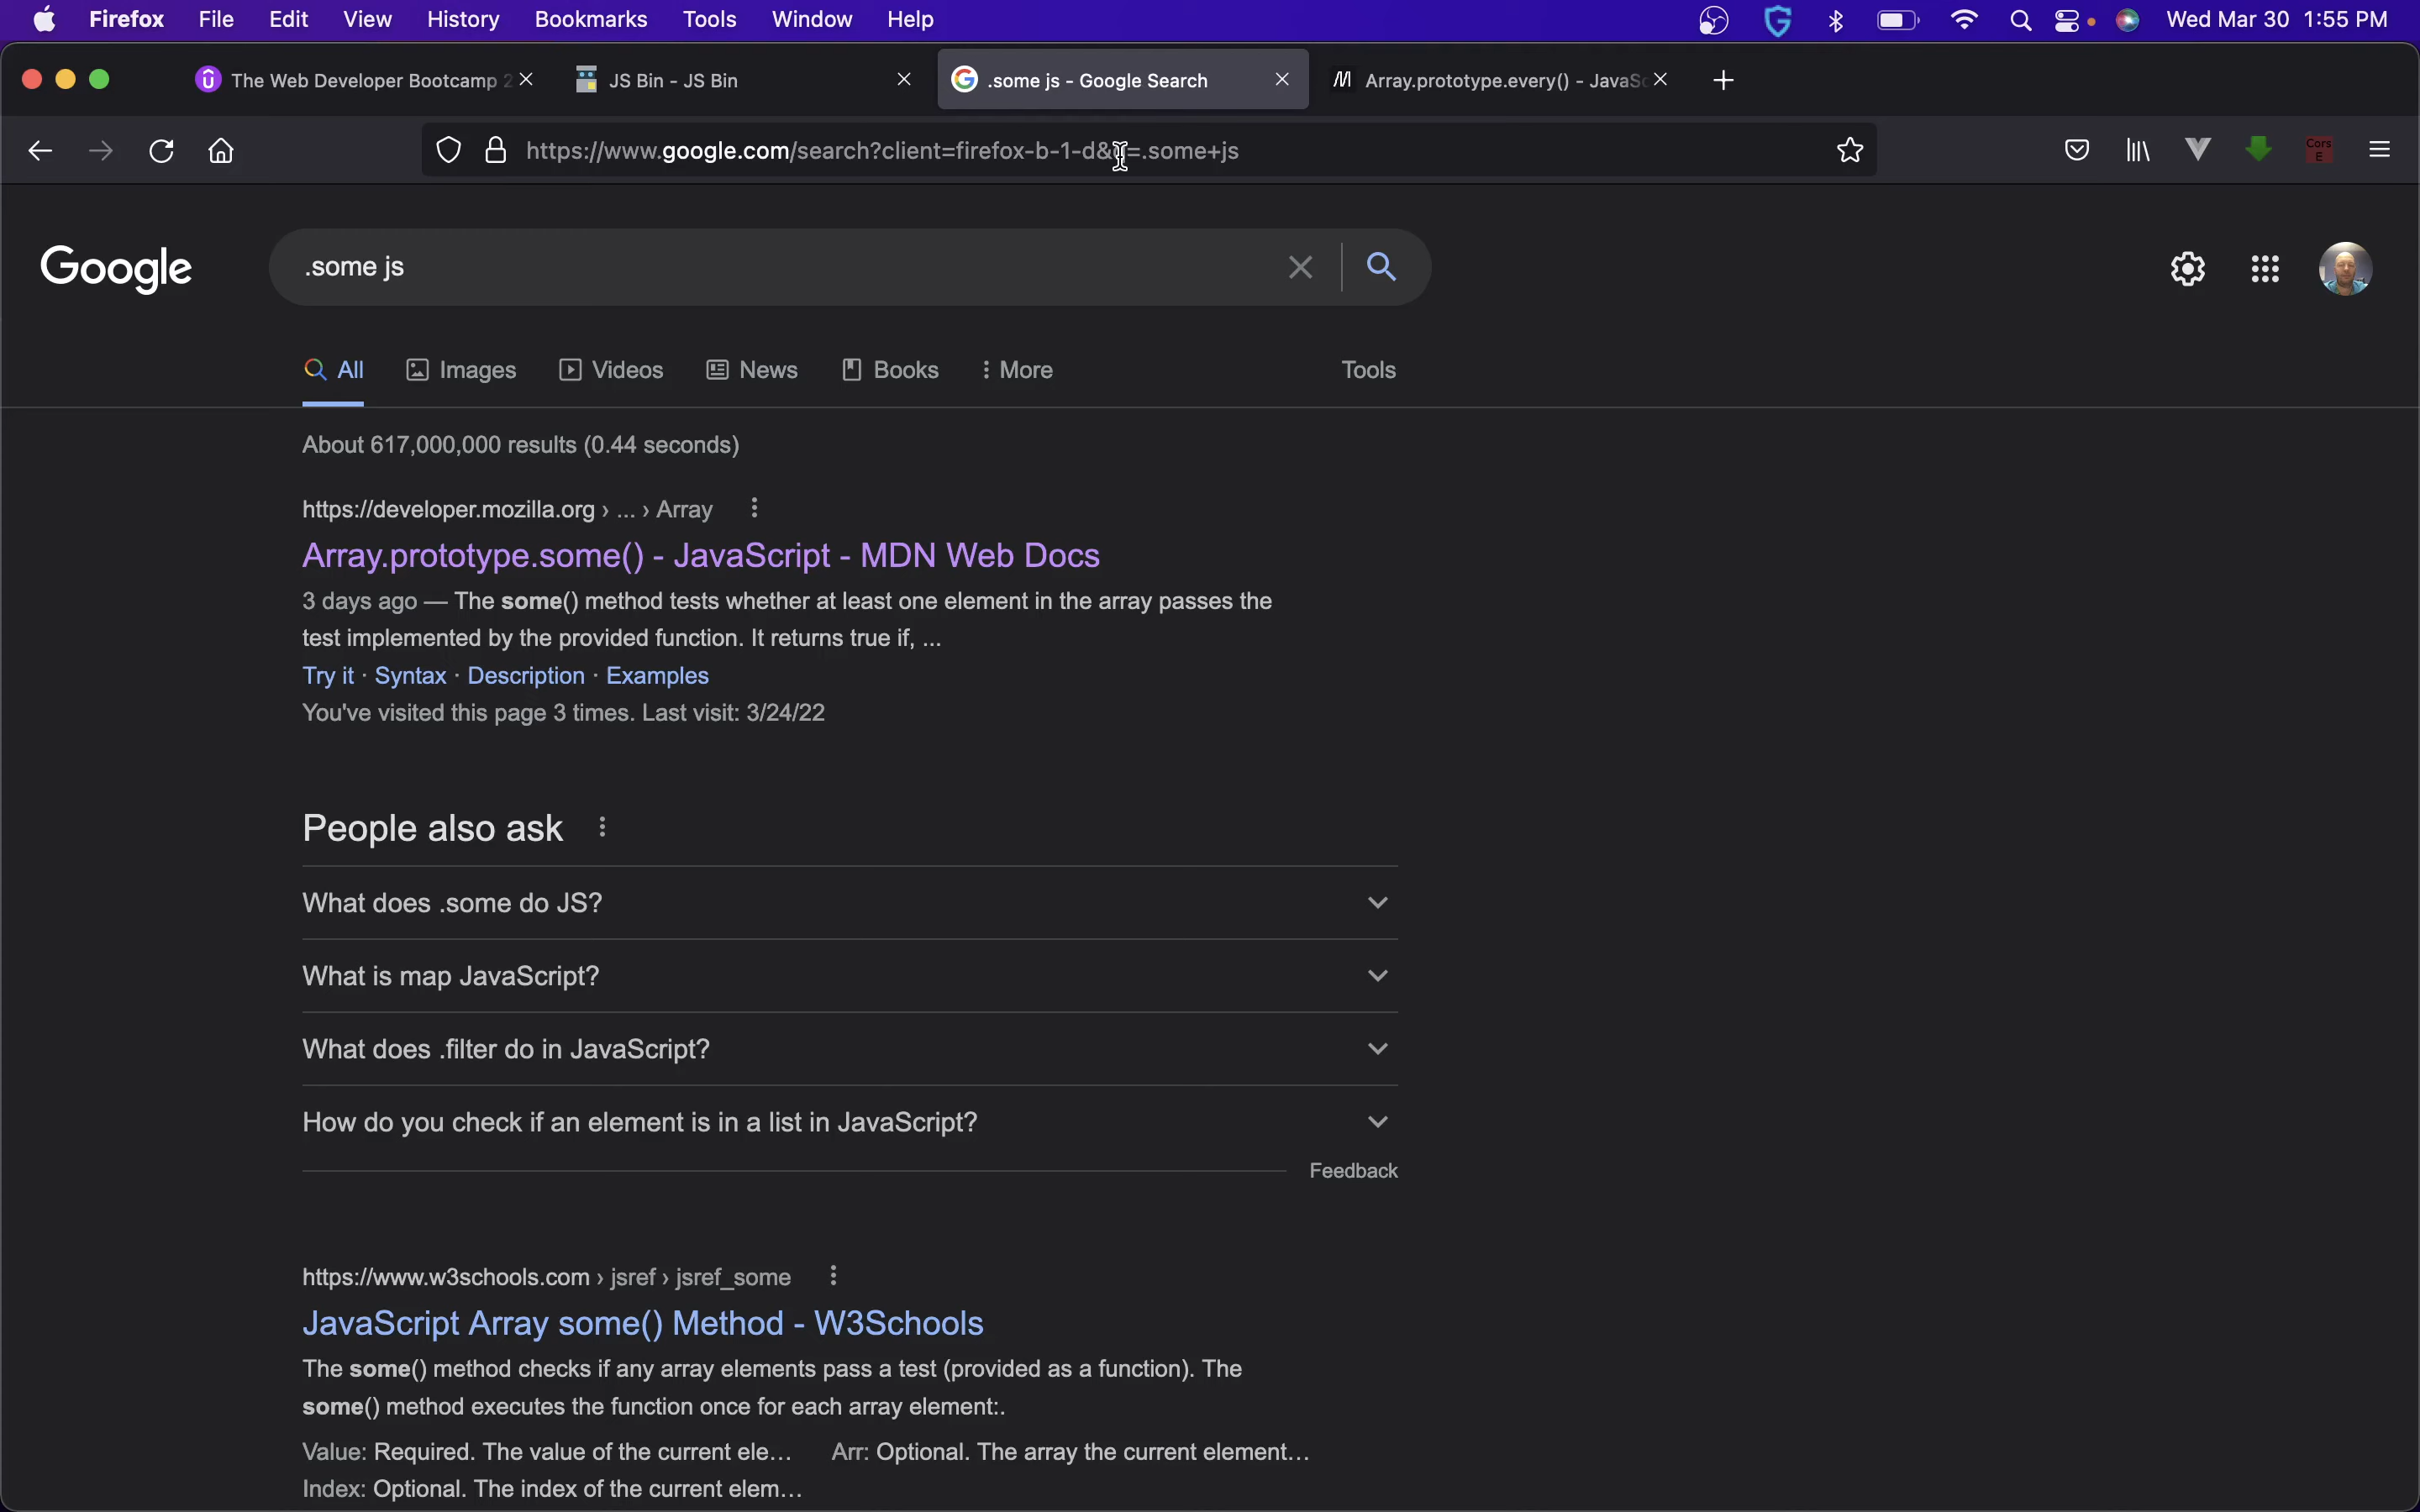 Firefox File Edit View History Bookmarks Tools Window Help Wed Mar 30 1:55 PM
The Web Developer Bootcamp 2 JS Bin - JS Bin .some js - Google Search Array.prototype.every() - JavaSc
https://www.google.com/search?client=firefox-b-1-d&q=.some+js Cors E
Google .some js
All Images Videos News Books More Tools
About 617,000,000 results (0.44 seconds)
https://developer.mozilla.org › ... › Array
Array.prototype.some() - JavaScript - MDN Web Docs
3 days ago — The some() method tests whether at least one element in the array passes the
test implemented by the provided function. It returns true if, ...
Try it · Syntax · Description · Examples
You've visited this page 3 times. Last visit: 3/24/22
People also ask
What does .some do JS?
What is map JavaScript?
What does .filter do in JavaScript?
How do you check if an element is in a list in JavaScript?
Feedback
https://www.w3schools.com › jsref › jsref_some
JavaScript Array some() Method - W3Schools
The some() method checks if any array elements pass a test (provided as a function). The
some() method executes the function once for each array element:.
Value: Required. The value of the current ele... Arr: Optional. The array the current element...
Index: Optional. The index of the current elem...